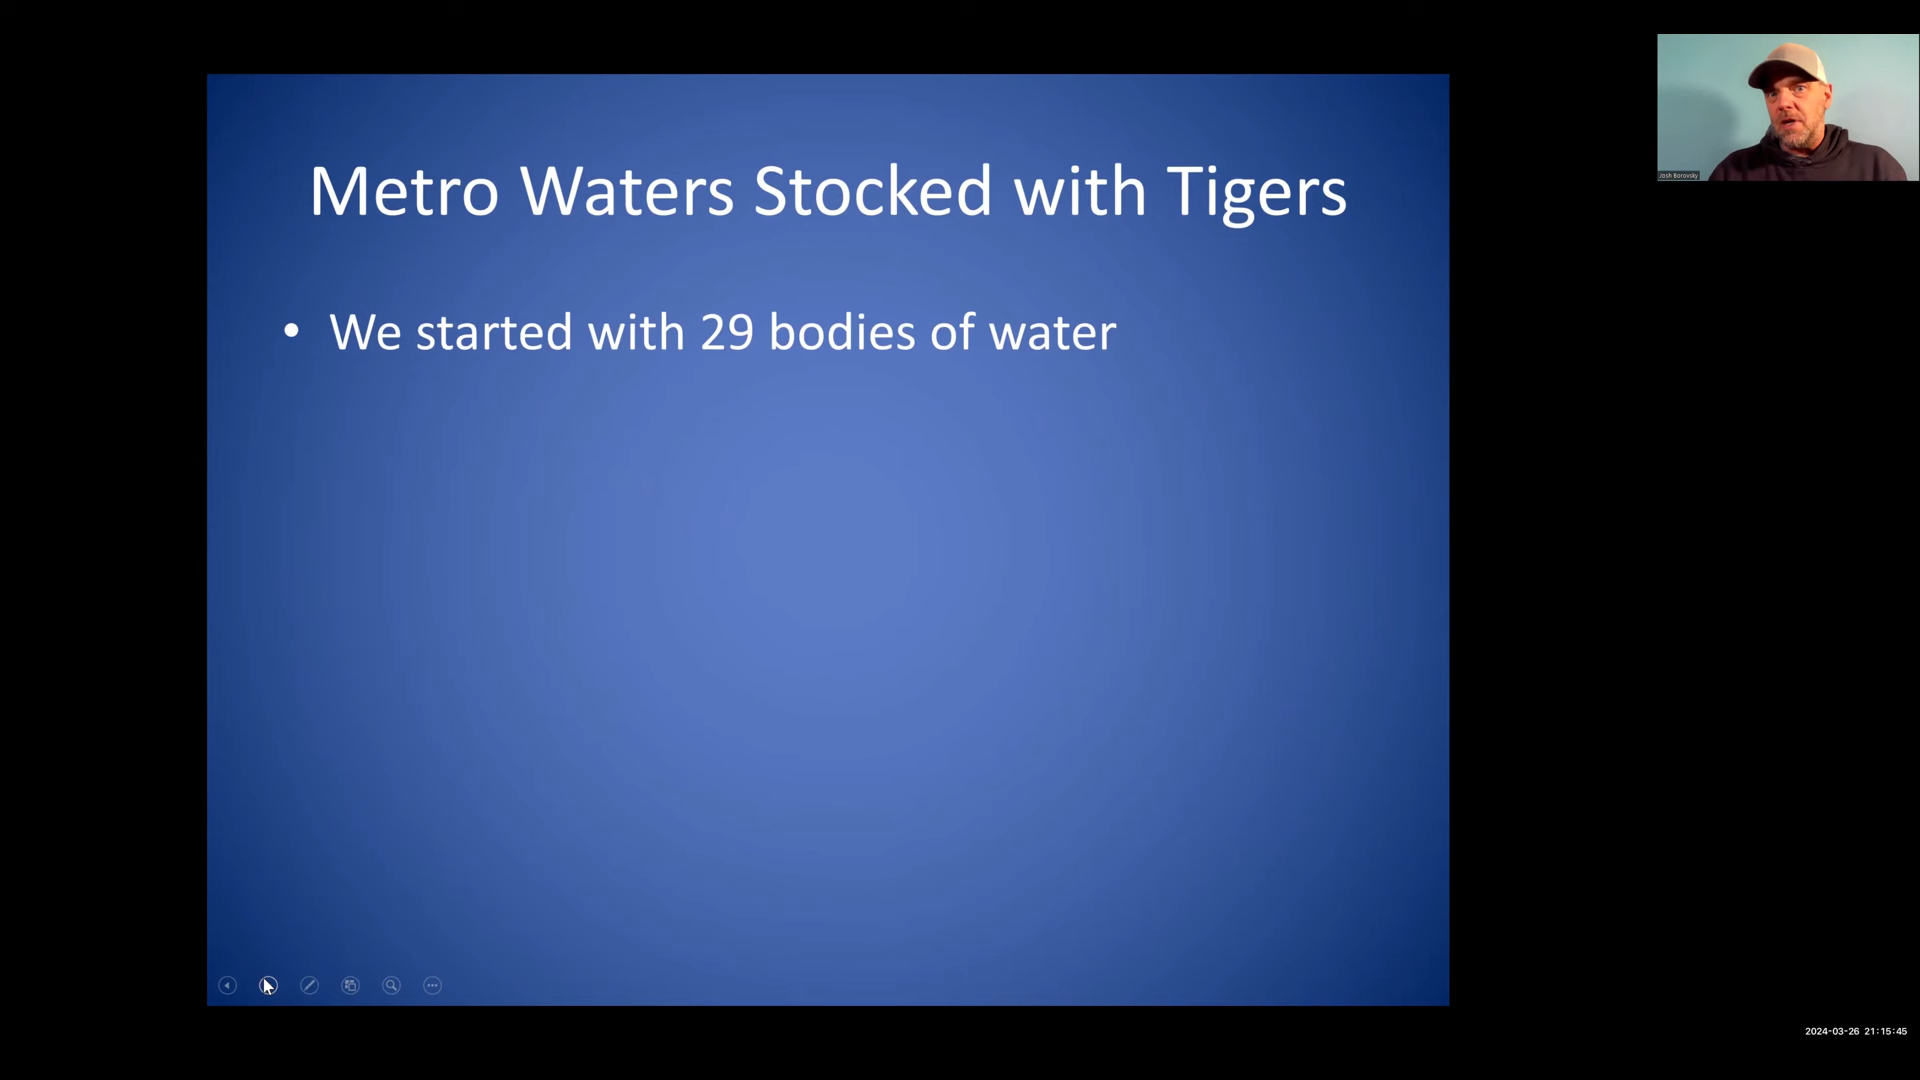 Metro Waters Stocked with Tigers
• We started with 29 bodies of water
Josh Borovsky
2024-03-26 21:15:45